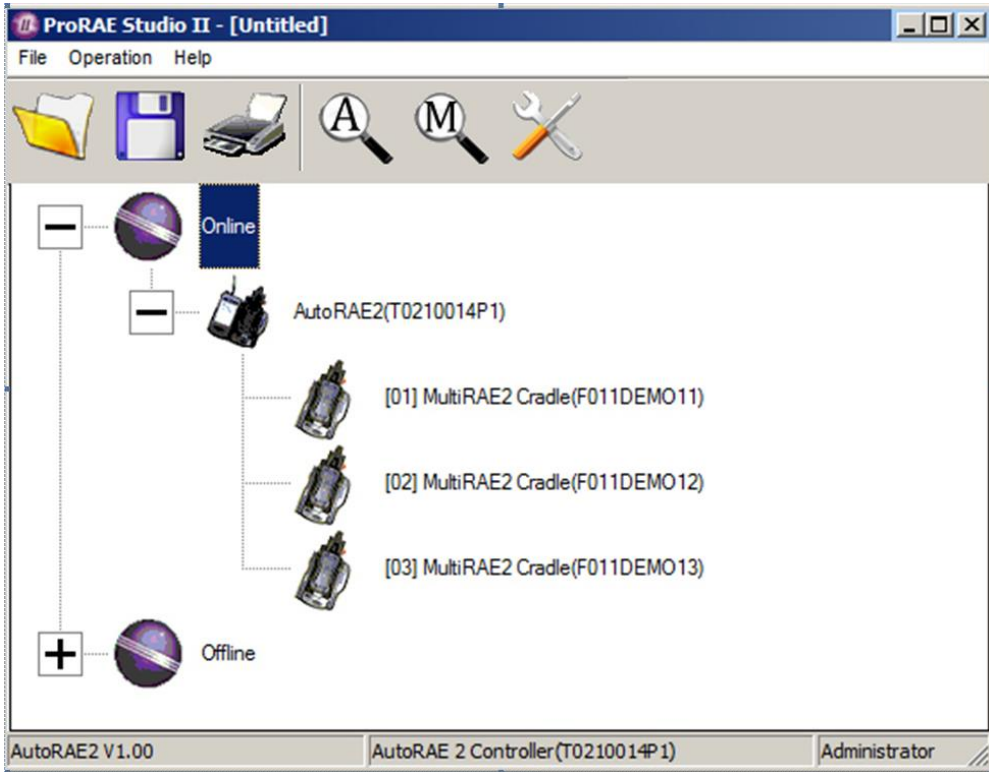 ProRAE Studio II - [Untitled]
File Operation Help
A M
Online
AutoRAE2(T0210014P1)
[01] MultiRAE2 Cradle(F011DEMO11)
[02] MultiRAE2 Cradle(F011DEMO12)
[03] MultiRAE2 Cradle(F011DEMO13)
Offline
AutoRAE2 V1.00 AutoRAE 2 Controller(T0210014P1) Administrator